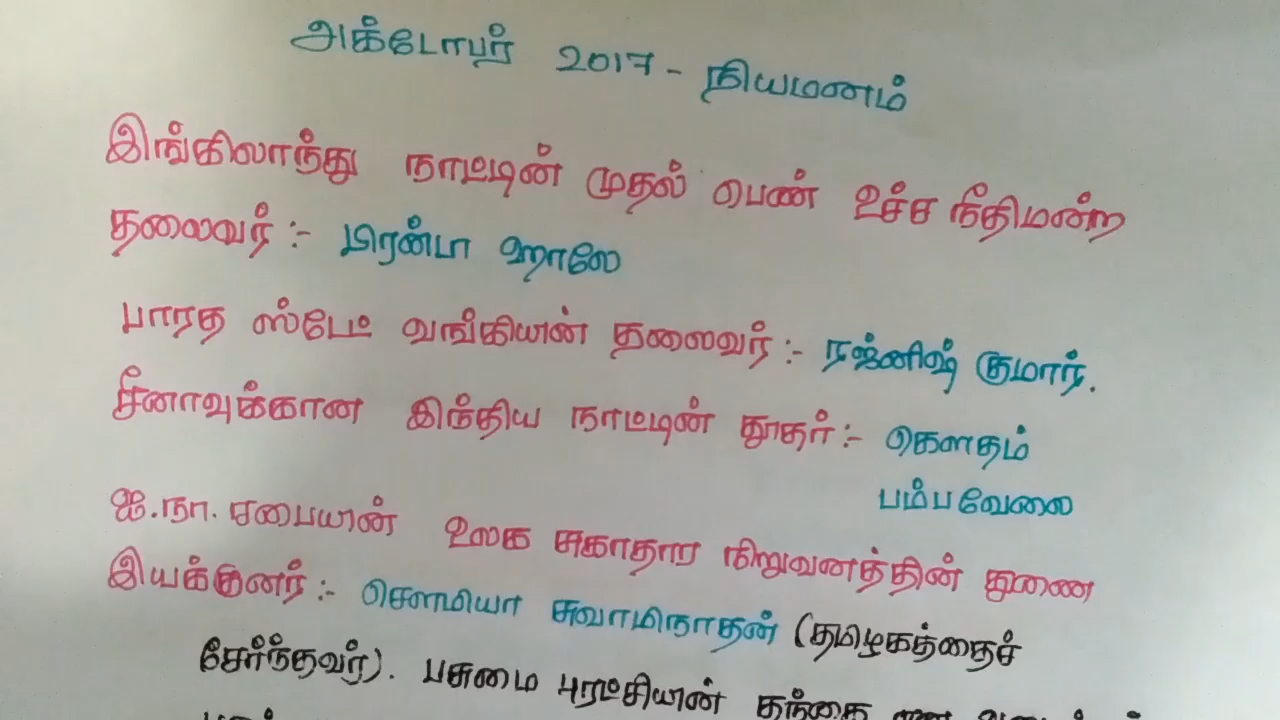 அக்டோபர் 2017 - நியமனம்
இங்கிலாந்து நாட்டின் முதல் பெண் உச்ச நீதிமன்ற
தலைவர் :- பிரன்டா ஹாலே
பாரத ஸ்டேட் வங்கியின் தலைவர் :- ரஜ்னிஷ் குமார்.
சீனாவுக்கான இந்திய நாட்டின் தூதர் :- கௌதம்
பம்பவேலை
ஐ.நா. சபையின் உலக சுகாதார நிறுவனத்தின் துணை
இயக்குனர் :- சௌமியா சுவாமிநாதன் (தமிழகத்தைச்
சேர்ந்தவர்). பசுமை புரட்சியின் தந்தை என